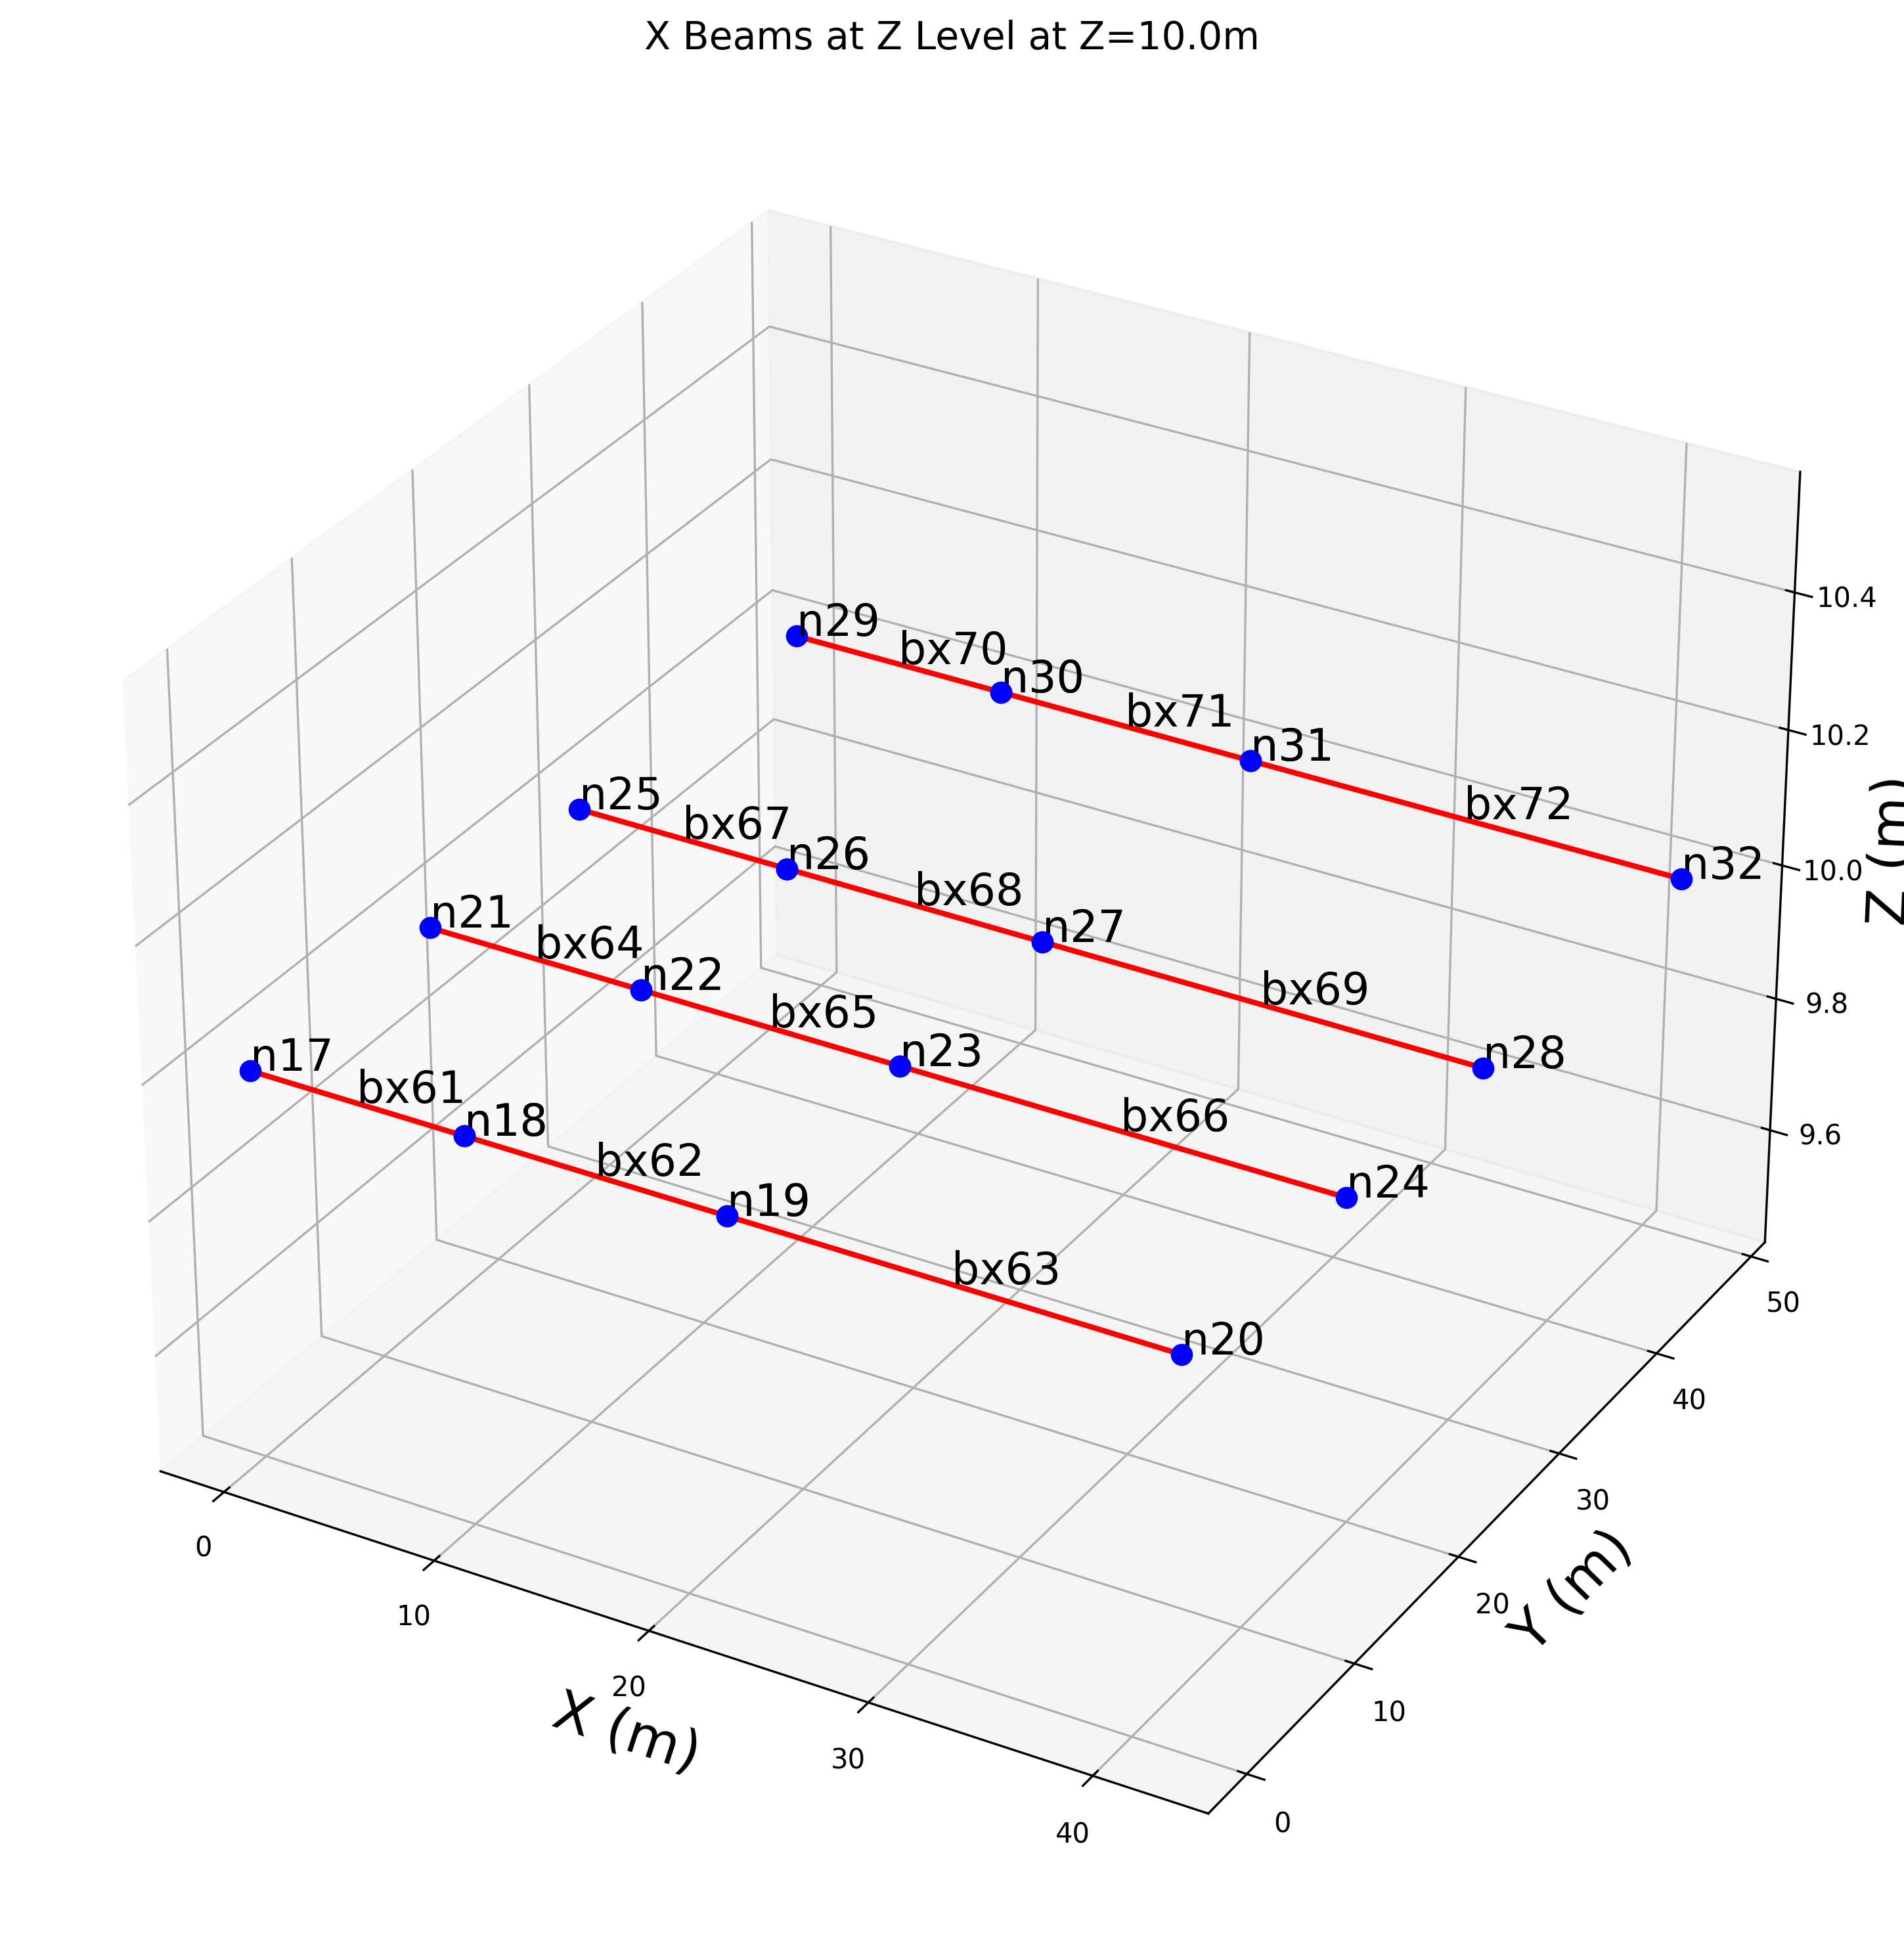 X Beams at Z Level at Z=10.0m
n29
bx70
n30
bx71
n31
bx72
n32
n25
bx67
n26
bx68
n27
bx69
n28
n21
bx64
n22
bx65
n23
bx66
n24
n17
bx61
n18
bx62
n19
bx63
n20
10.4
10.2
10.0
9.8
9.6
Z (m)
50
40
30
20
10
0
Y (m)
0
10
20
30
40
X (m)